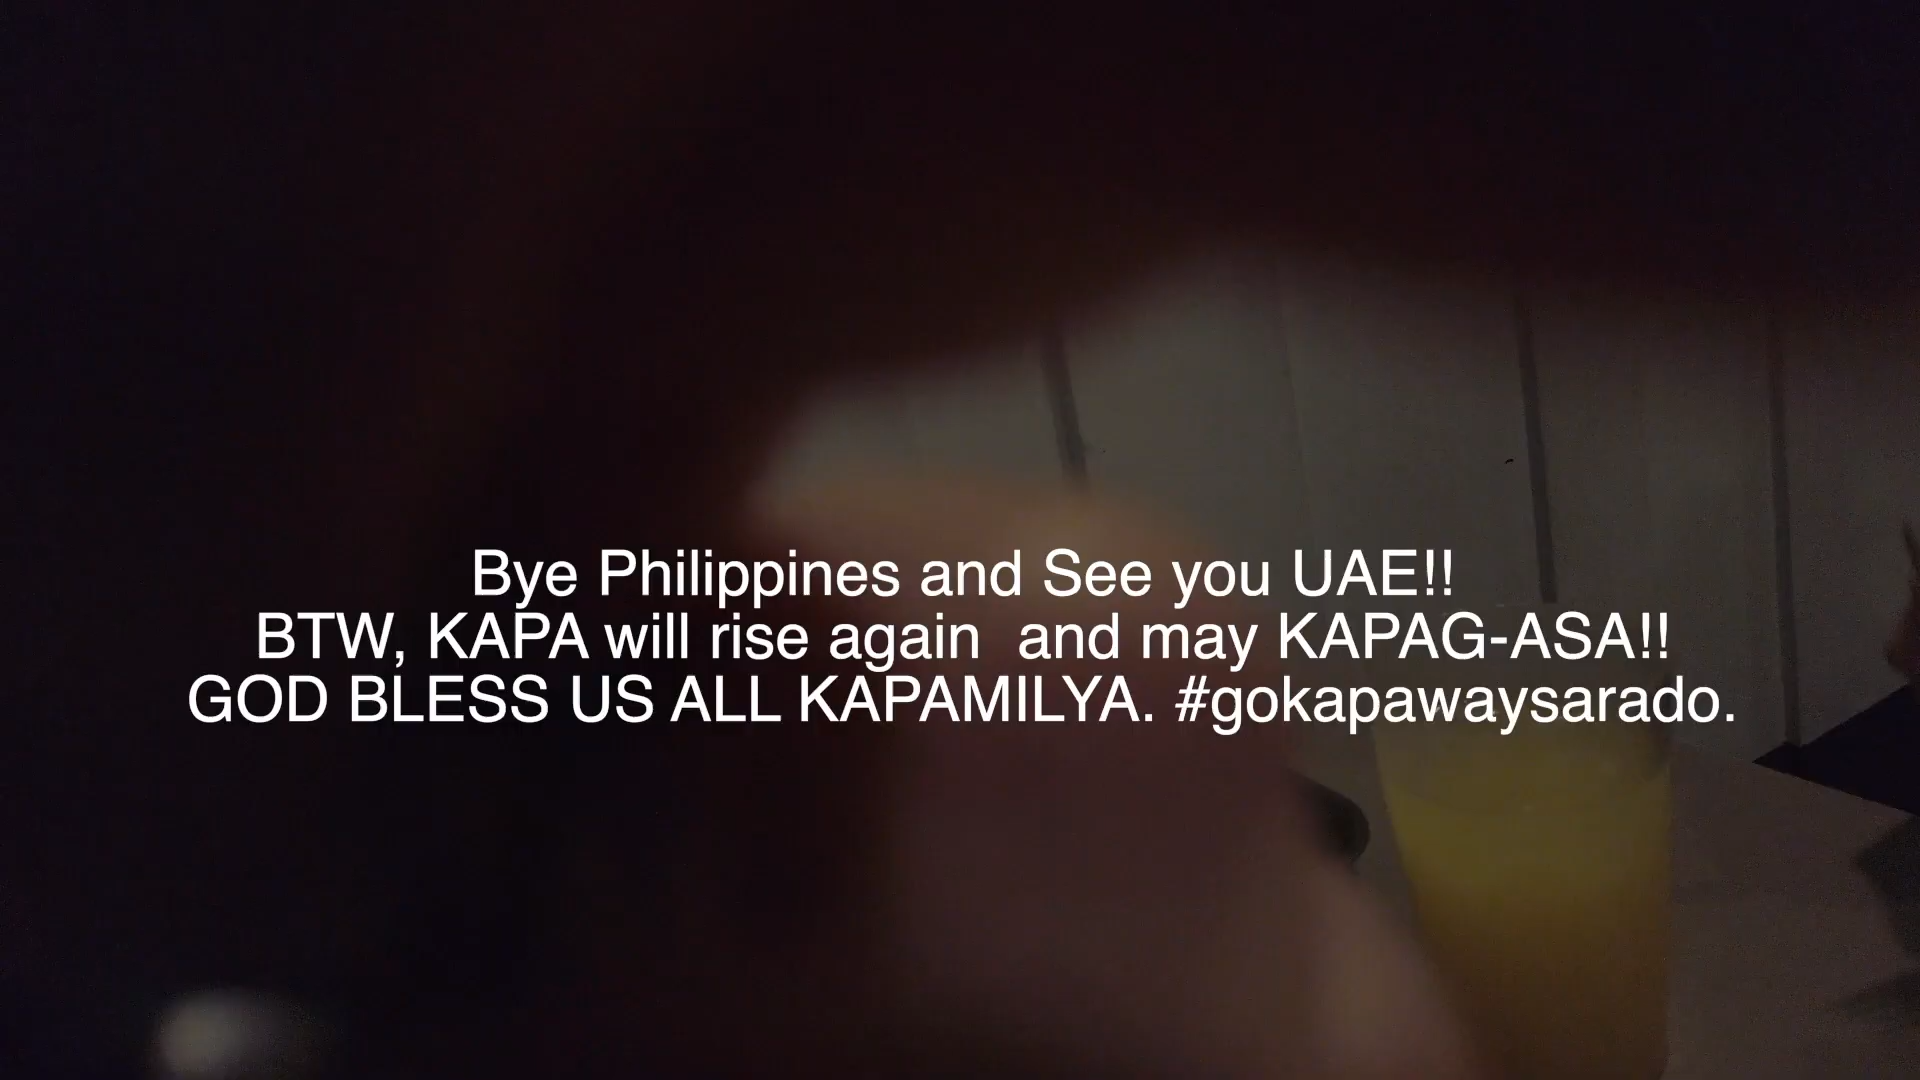 Bye Philippines and See you UAE!!
BTW, KAPA will rise again  and may KAPAG-ASA!!
GOD BLESS US ALL KAPAMILYA. #gokapawaysarado.